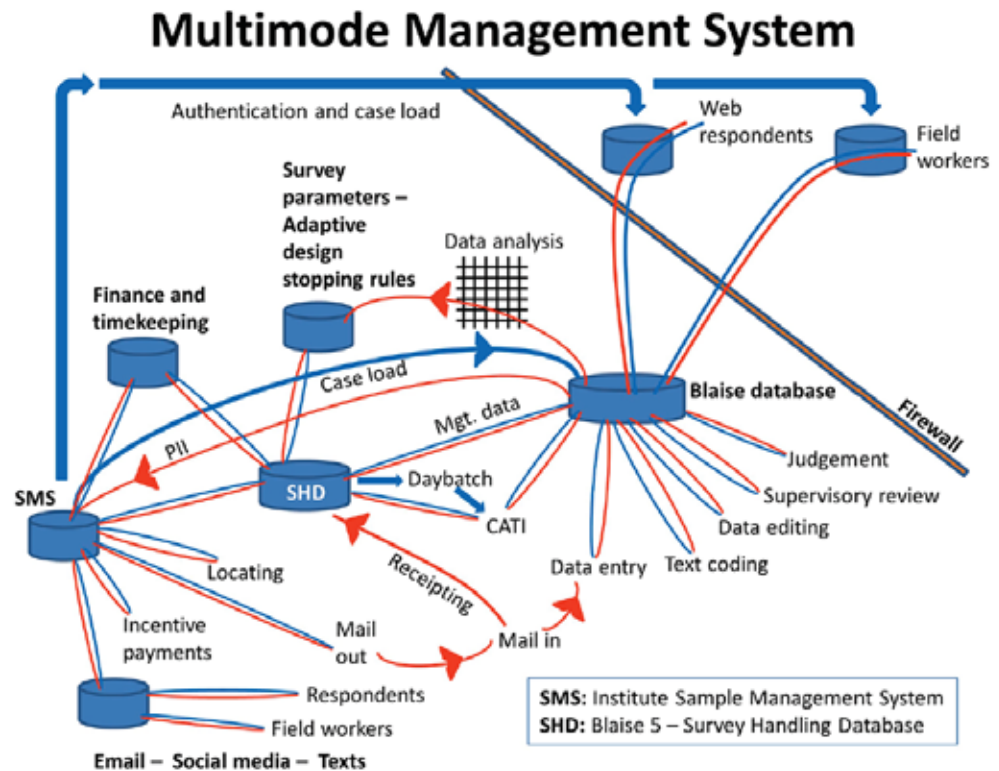 Multimode Management System
Authentication and case load
Web
respondents
Field
workers
Survey
parameters –
Adaptive
design
stopping rules
Data analysis
Finance and
timekeeping
Case load
Blaise database
Firewall
PII
Mgt. data
Judgement
SMS
SHD
Daybatch
Supervisory review
CATI
Data editing
Locating
Receipting
Data entry
Text coding
Incentive
payments
Mail
out
Mail in
Respondents
Field workers
Email – Social media – Texts
SMS: Institute Sample Management System
SHD: Blaise 5 – Survey Handling Database